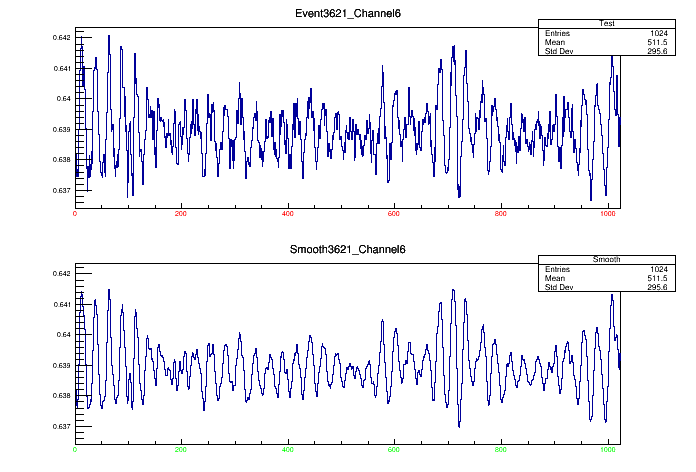 Event3621_Channel6
Test
Entries 1024
Mean 511.5
Std Dev 295.6
0.642
0.641
0.64
0.639
0.638
0.637
0 200 400 600 800 1000
Smooth3621_Channel6
Smooth
Entries 1024
Mean 511.5
Std Dev 295.6
0.642
0.641
0.64
0.639
0.638
0.637
0 200 400 600 800 1000